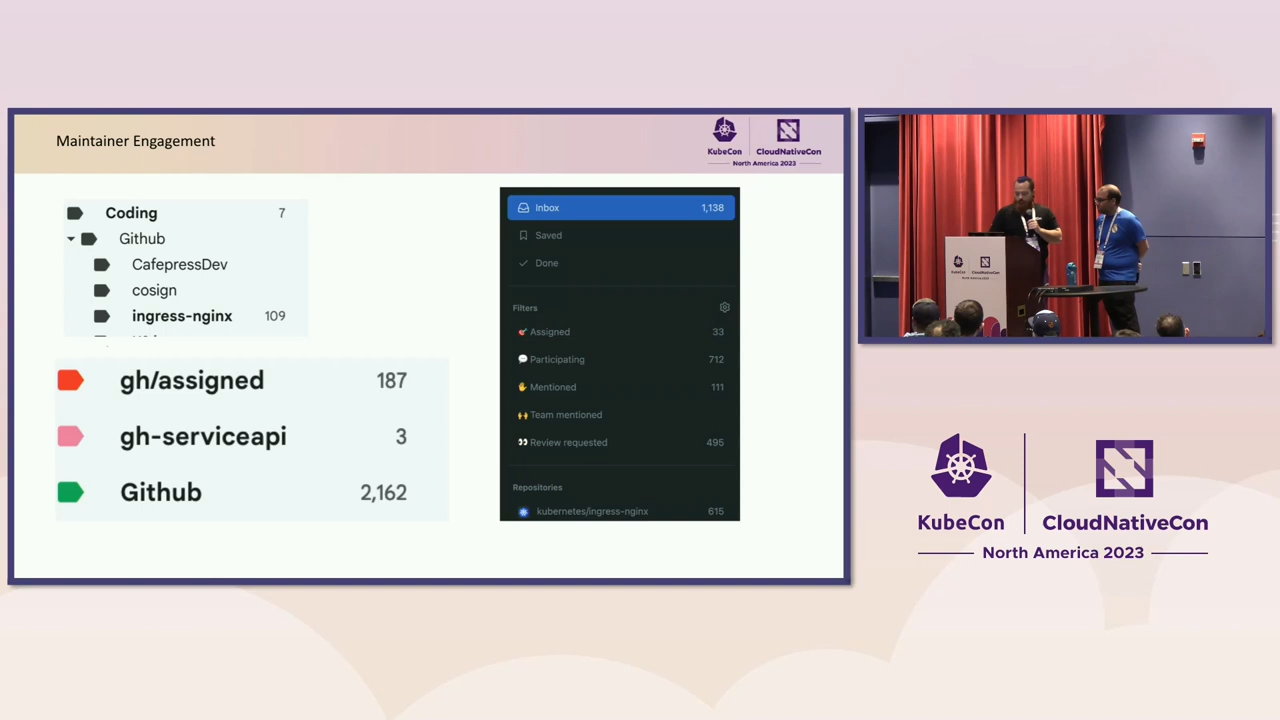 Maintainer Engagement
KubeCon
CloudNativeCon
North America 2023
Coding 7
Github
CafepressDev
cosign
ingress-nginx 109
gh/assigned 187
gh-serviceapi 3
Github 2,162
Inbox 1,138
Saved
Done
Filters
Assigned 33
Participating 712
Mentioned 111
Team mentioned
Review requested 495
Repositories
kubernetes/ingress-nginx 615
KubeCon
CloudNativeCon
North America 2023